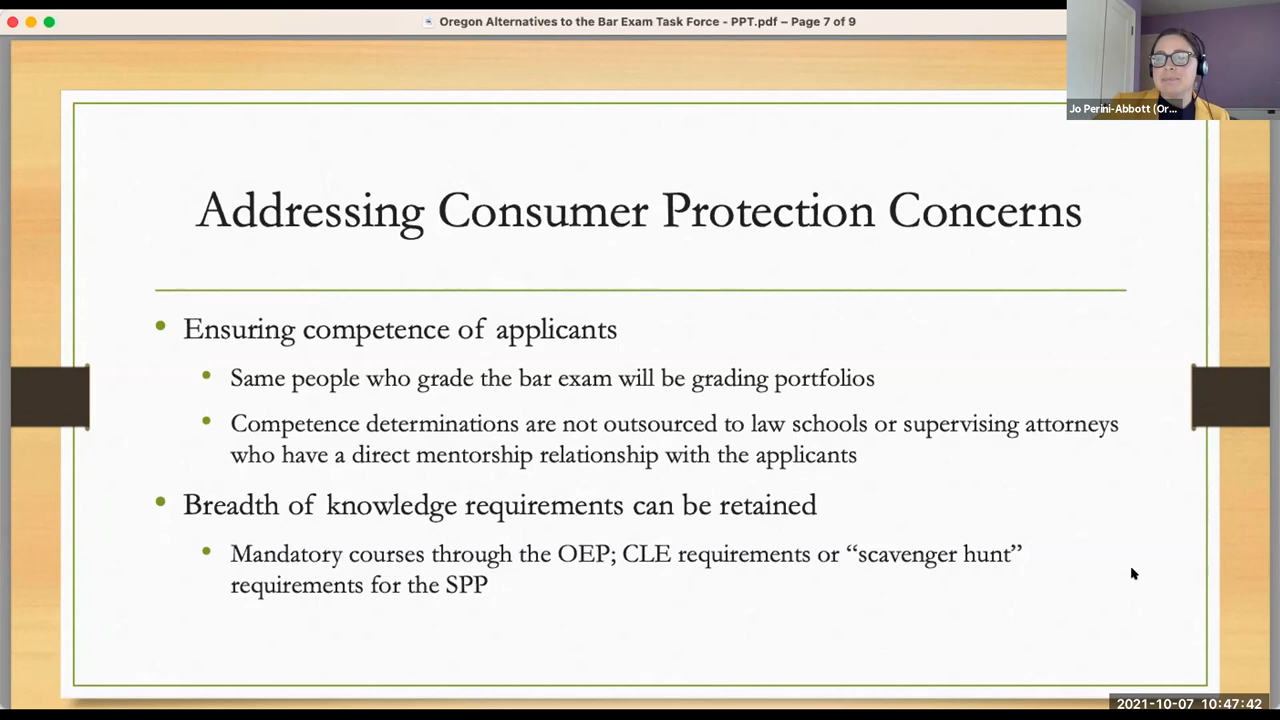 Oregon Alternatives to the Bar Exam Task Force - PPT.pdf – Page 7 of 9
Jo Perini-Abbott (Or...
Addressing Consumer Protection Concerns
• Ensuring competence of applicants
• Same people who grade the bar exam will be grading portfolios
• Competence determinations are not outsourced to law schools or supervising attorneys
who have a direct mentorship relationship with the applicants
• Breadth of knowledge requirements can be retained
• Mandatory courses through the OEP; CLE requirements or “scavenger hunt”
requirements for the SPP
2021-10-07 10:47:42